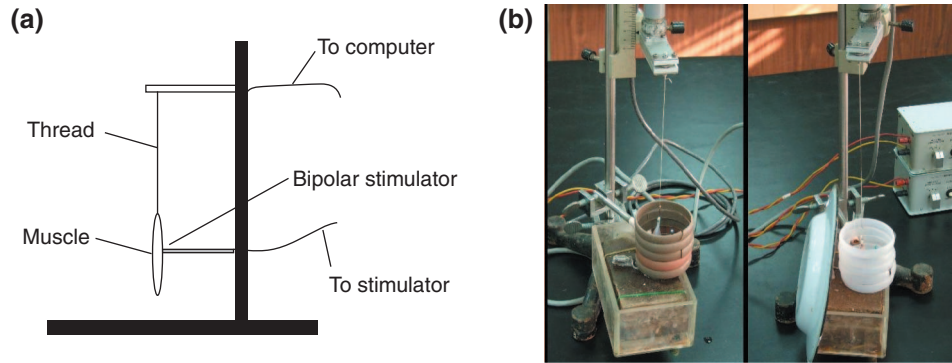 (a)
To computer
Thread
Bipolar stimulator
Muscle
To stimulator
(b)